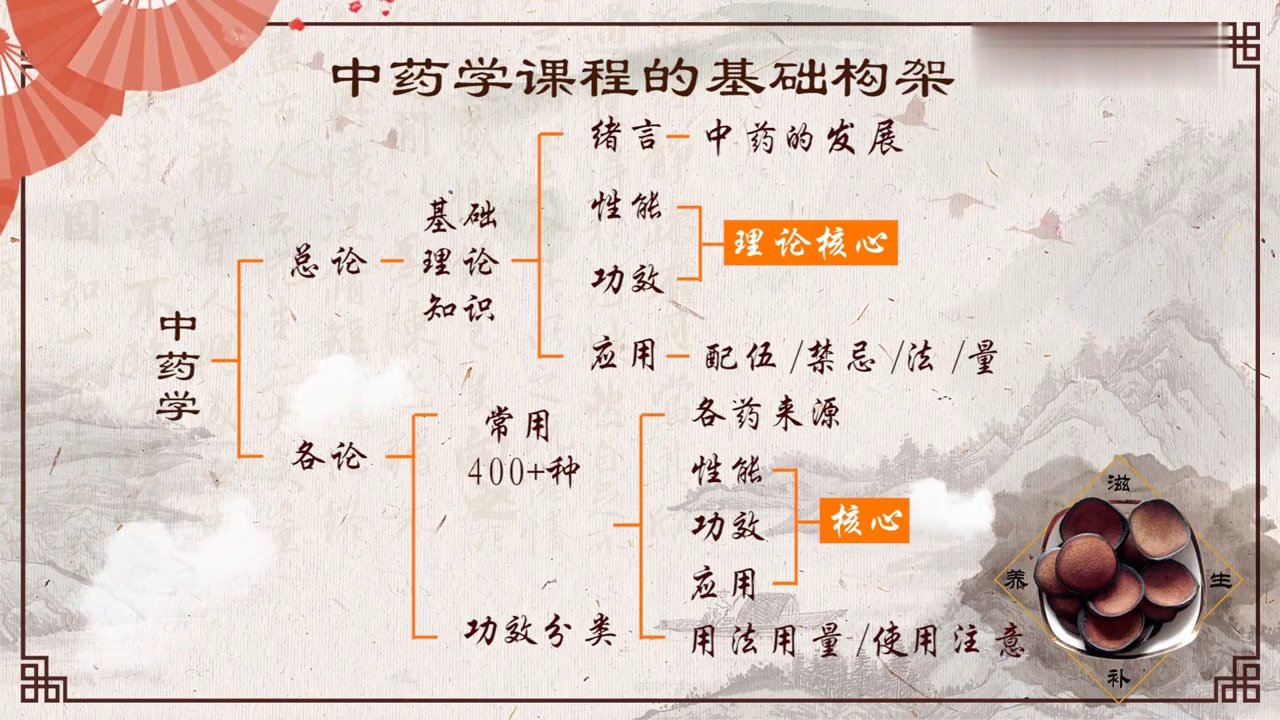 中药学课程的基础构架
中药学
总论
基础
理论
知识
绪言
中药的发展
性能
功效
理论核心
应用
配伍/禁忌/法/量
各论
常用
400+种
功效分类
各药来源
性能
功效
应用
核心
用法用量/使用注意
滋
养
生
补